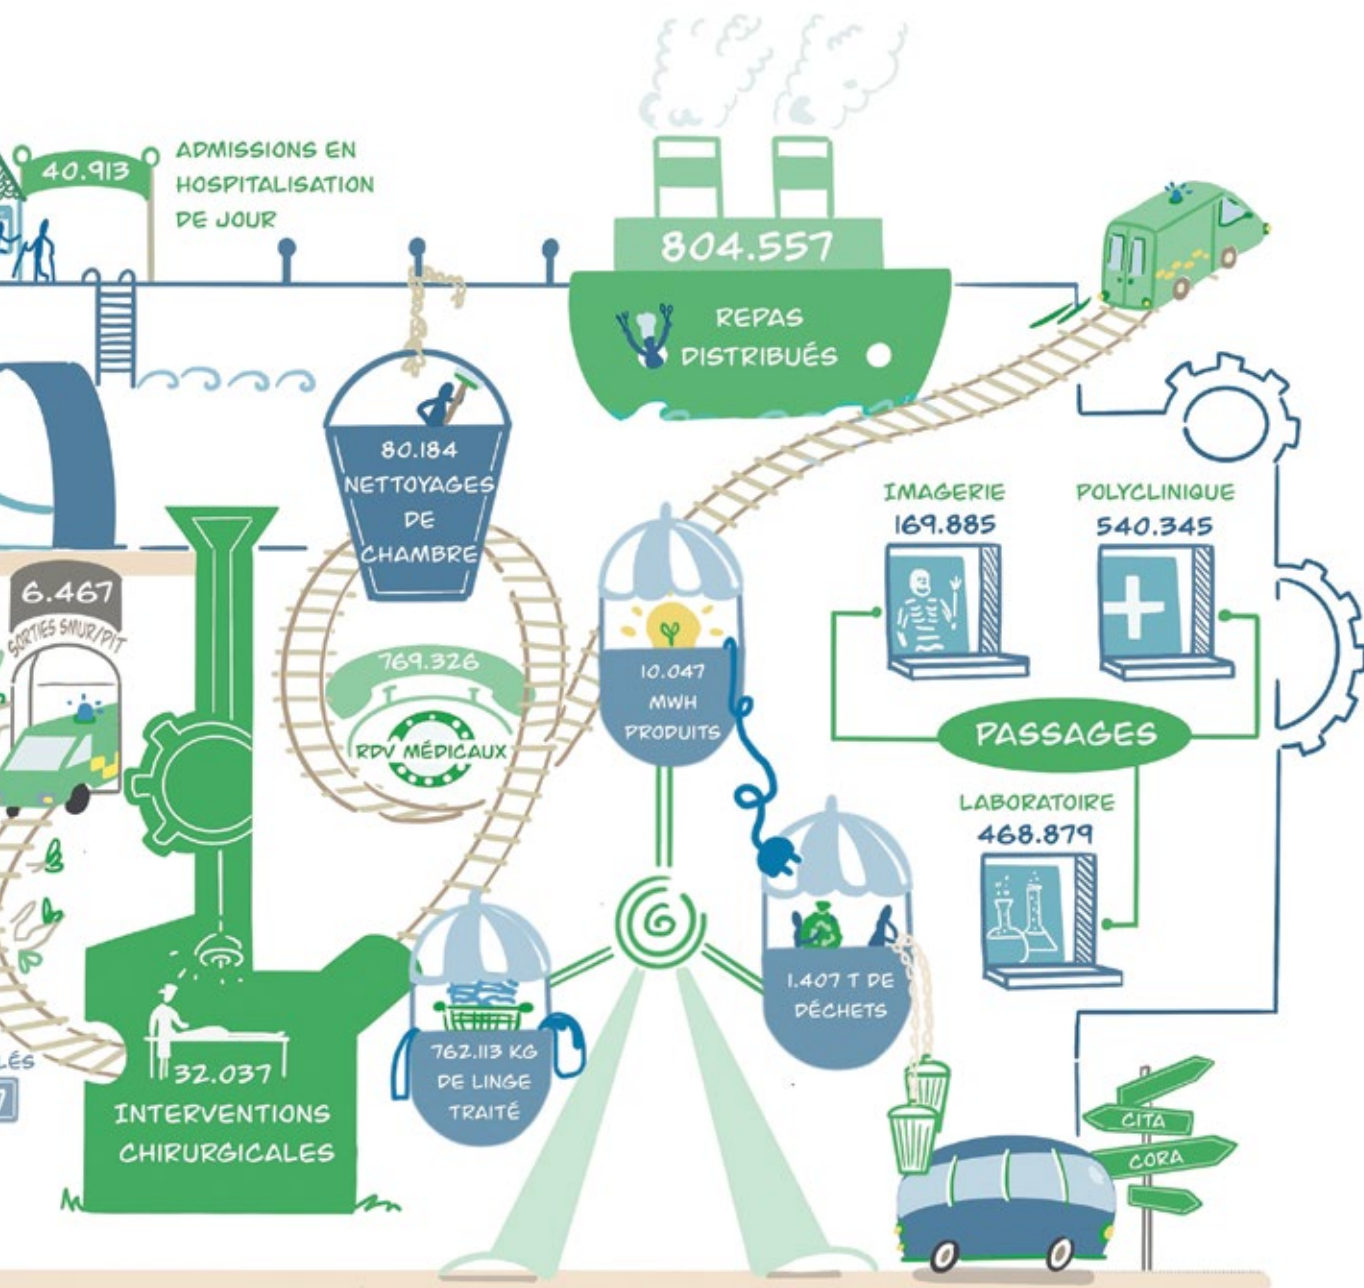 40.913
ADMISSIONS EN
HOSPITALISATION
DE JOUR
804.557
REPAS
DISTRIBUÉS
80.184
NETTOYAGES
DE
CHAMBRE
IMAGERIE
169.885
POLYCLINIQUE
540.345
6.467
SORTIES SMUR/PIT
769.326
RDV MÉDICAUX
10.047
MWH
PRODUITS
PASSAGES
LABORATOIRE
468.879
1.407 T DE
DÉCHETS
762.113 KG
DE LINGE
TRAITÉ
LÉS
7
32.037
INTERVENTIONS
CHIRURGICALES
CITA
CORA